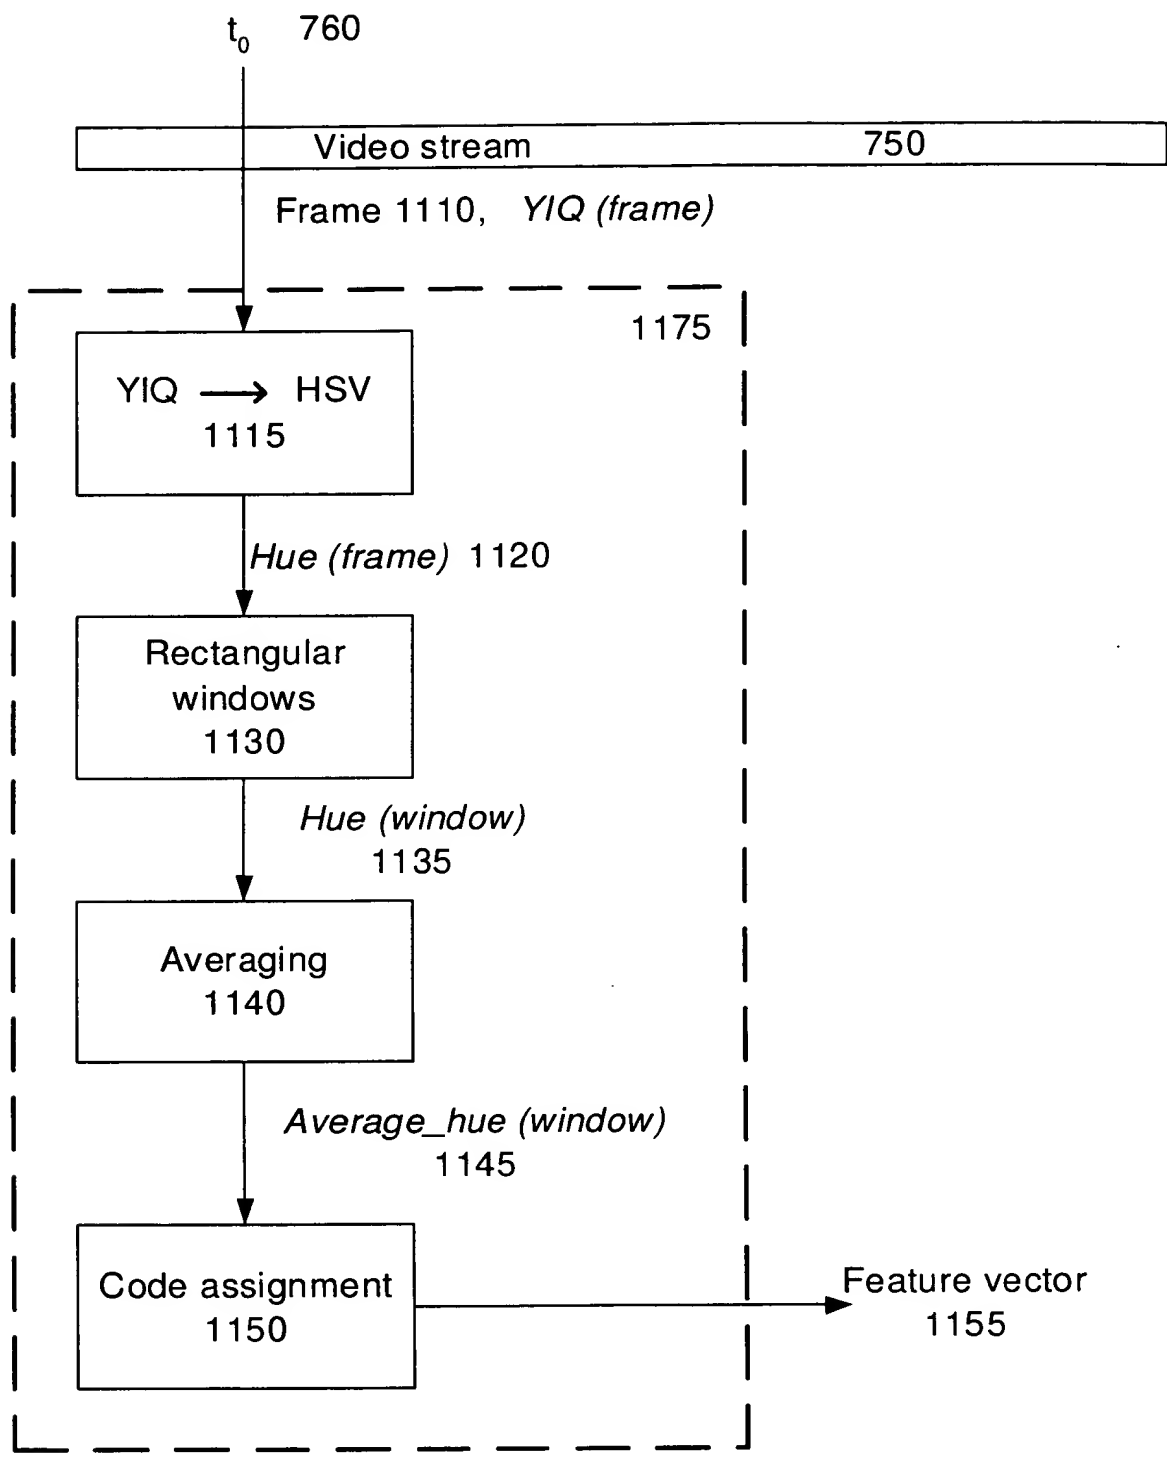 t0 760
Video stream 750
Frame 1110, YIQ (frame)
1175
YIQ → HSV
1115
Hue (frame) 1120
Rectangular
windows
1130
Hue (window)
1135
Averaging
1140
Average_hue (window)
1145
Code assignment
1150
Feature vector
1155